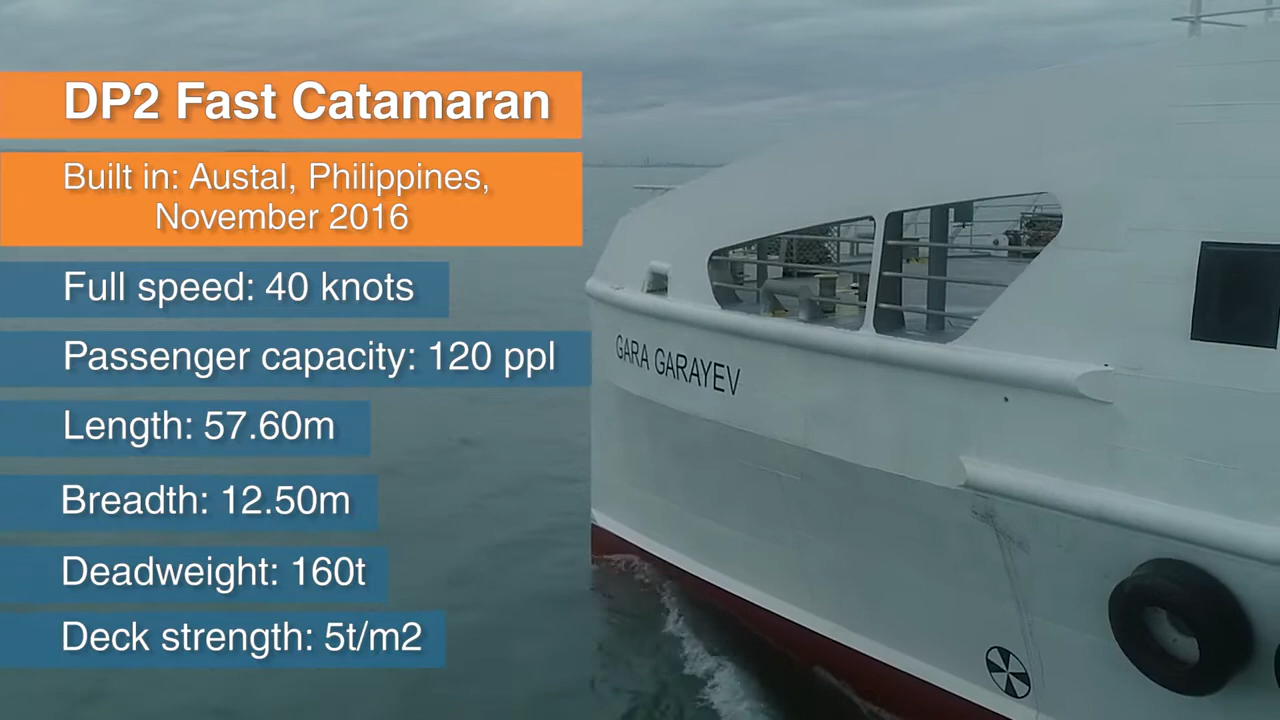 DP2 Fast Catamaran
Built in: Austal, Philippines,
November 2016
Full speed: 40 knots
Passenger capacity: 120 ppl
Length: 57.60m
Breadth: 12.50m
Deadweight: 160t
Deck strength: 5t/m2
GARA GARAYEV